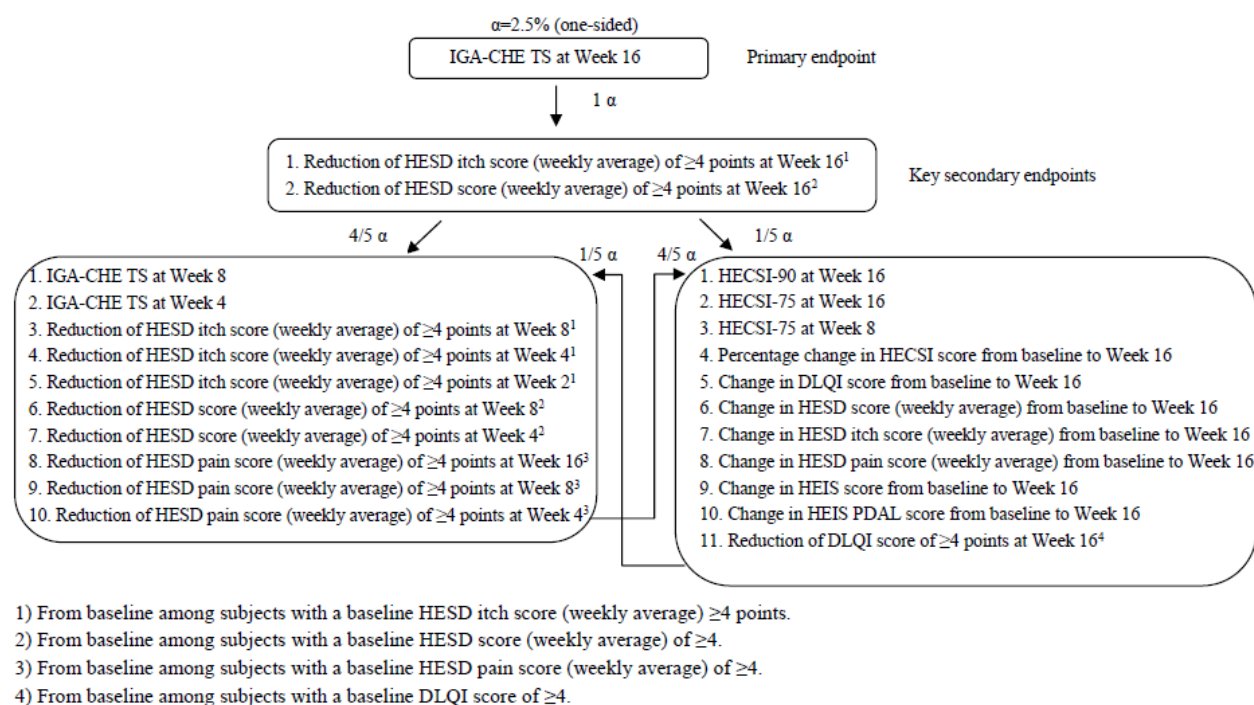 α=2.5% (one-sided)
IGA-CHE TS at Week 16
Primary endpoint
1 α
1. Reduction of HESD itch score (weekly average) of ≥4 points at Week 16¹
2. Reduction of HESD score (weekly average) of ≥4 points at Week 16²
Key secondary endpoints
4/5 α
1/5 α
1/5 α
4/5 α
1. IGA-CHE TS at Week 8
2. IGA-CHE TS at Week 4
3. Reduction of HESD itch score (weekly average) of ≥4 points at Week 8¹
4. Reduction of HESD itch score (weekly average) of ≥4 points at Week 4¹
5. Reduction of HESD itch score (weekly average) of ≥4 points at Week 2¹
6. Reduction of HESD score (weekly average) of ≥4 points at Week 8²
7. Reduction of HESD score (weekly average) of ≥4 points at Week 4²
8. Reduction of HESD pain score (weekly average) of ≥4 points at Week 16³
9. Reduction of HESD pain score (weekly average) of ≥4 points at Week 8³
10. Reduction of HESD pain score (weekly average) of ≥4 points at Week 4³
1. HECSI-90 at Week 16
2. HECSI-75 at Week 16
3. HECSI-75 at Week 8
4. Percentage change in HECSI score from baseline to Week 16
5. Change in DLQI score from baseline to Week 16
6. Change in HESD score (weekly average) from baseline to Week 16
7. Change in HESD itch score (weekly average) from baseline to Week 16
8. Change in HESD pain score (weekly average) from baseline to Week 16
9. Change in HEIS score from baseline to Week 16
10. Change in HEIS PDAL score from baseline to Week 16
11. Reduction of DLQI score of ≥4 points at Week 16⁴
1) From baseline among subjects with a baseline HESD itch score (weekly average) ≥4 points.
2) From baseline among subjects with a baseline HESD score (weekly average) of ≥4.
3) From baseline among subjects with a baseline HESD pain score (weekly average) of ≥4.
4) From baseline among subjects with a baseline DLQI score of ≥4.